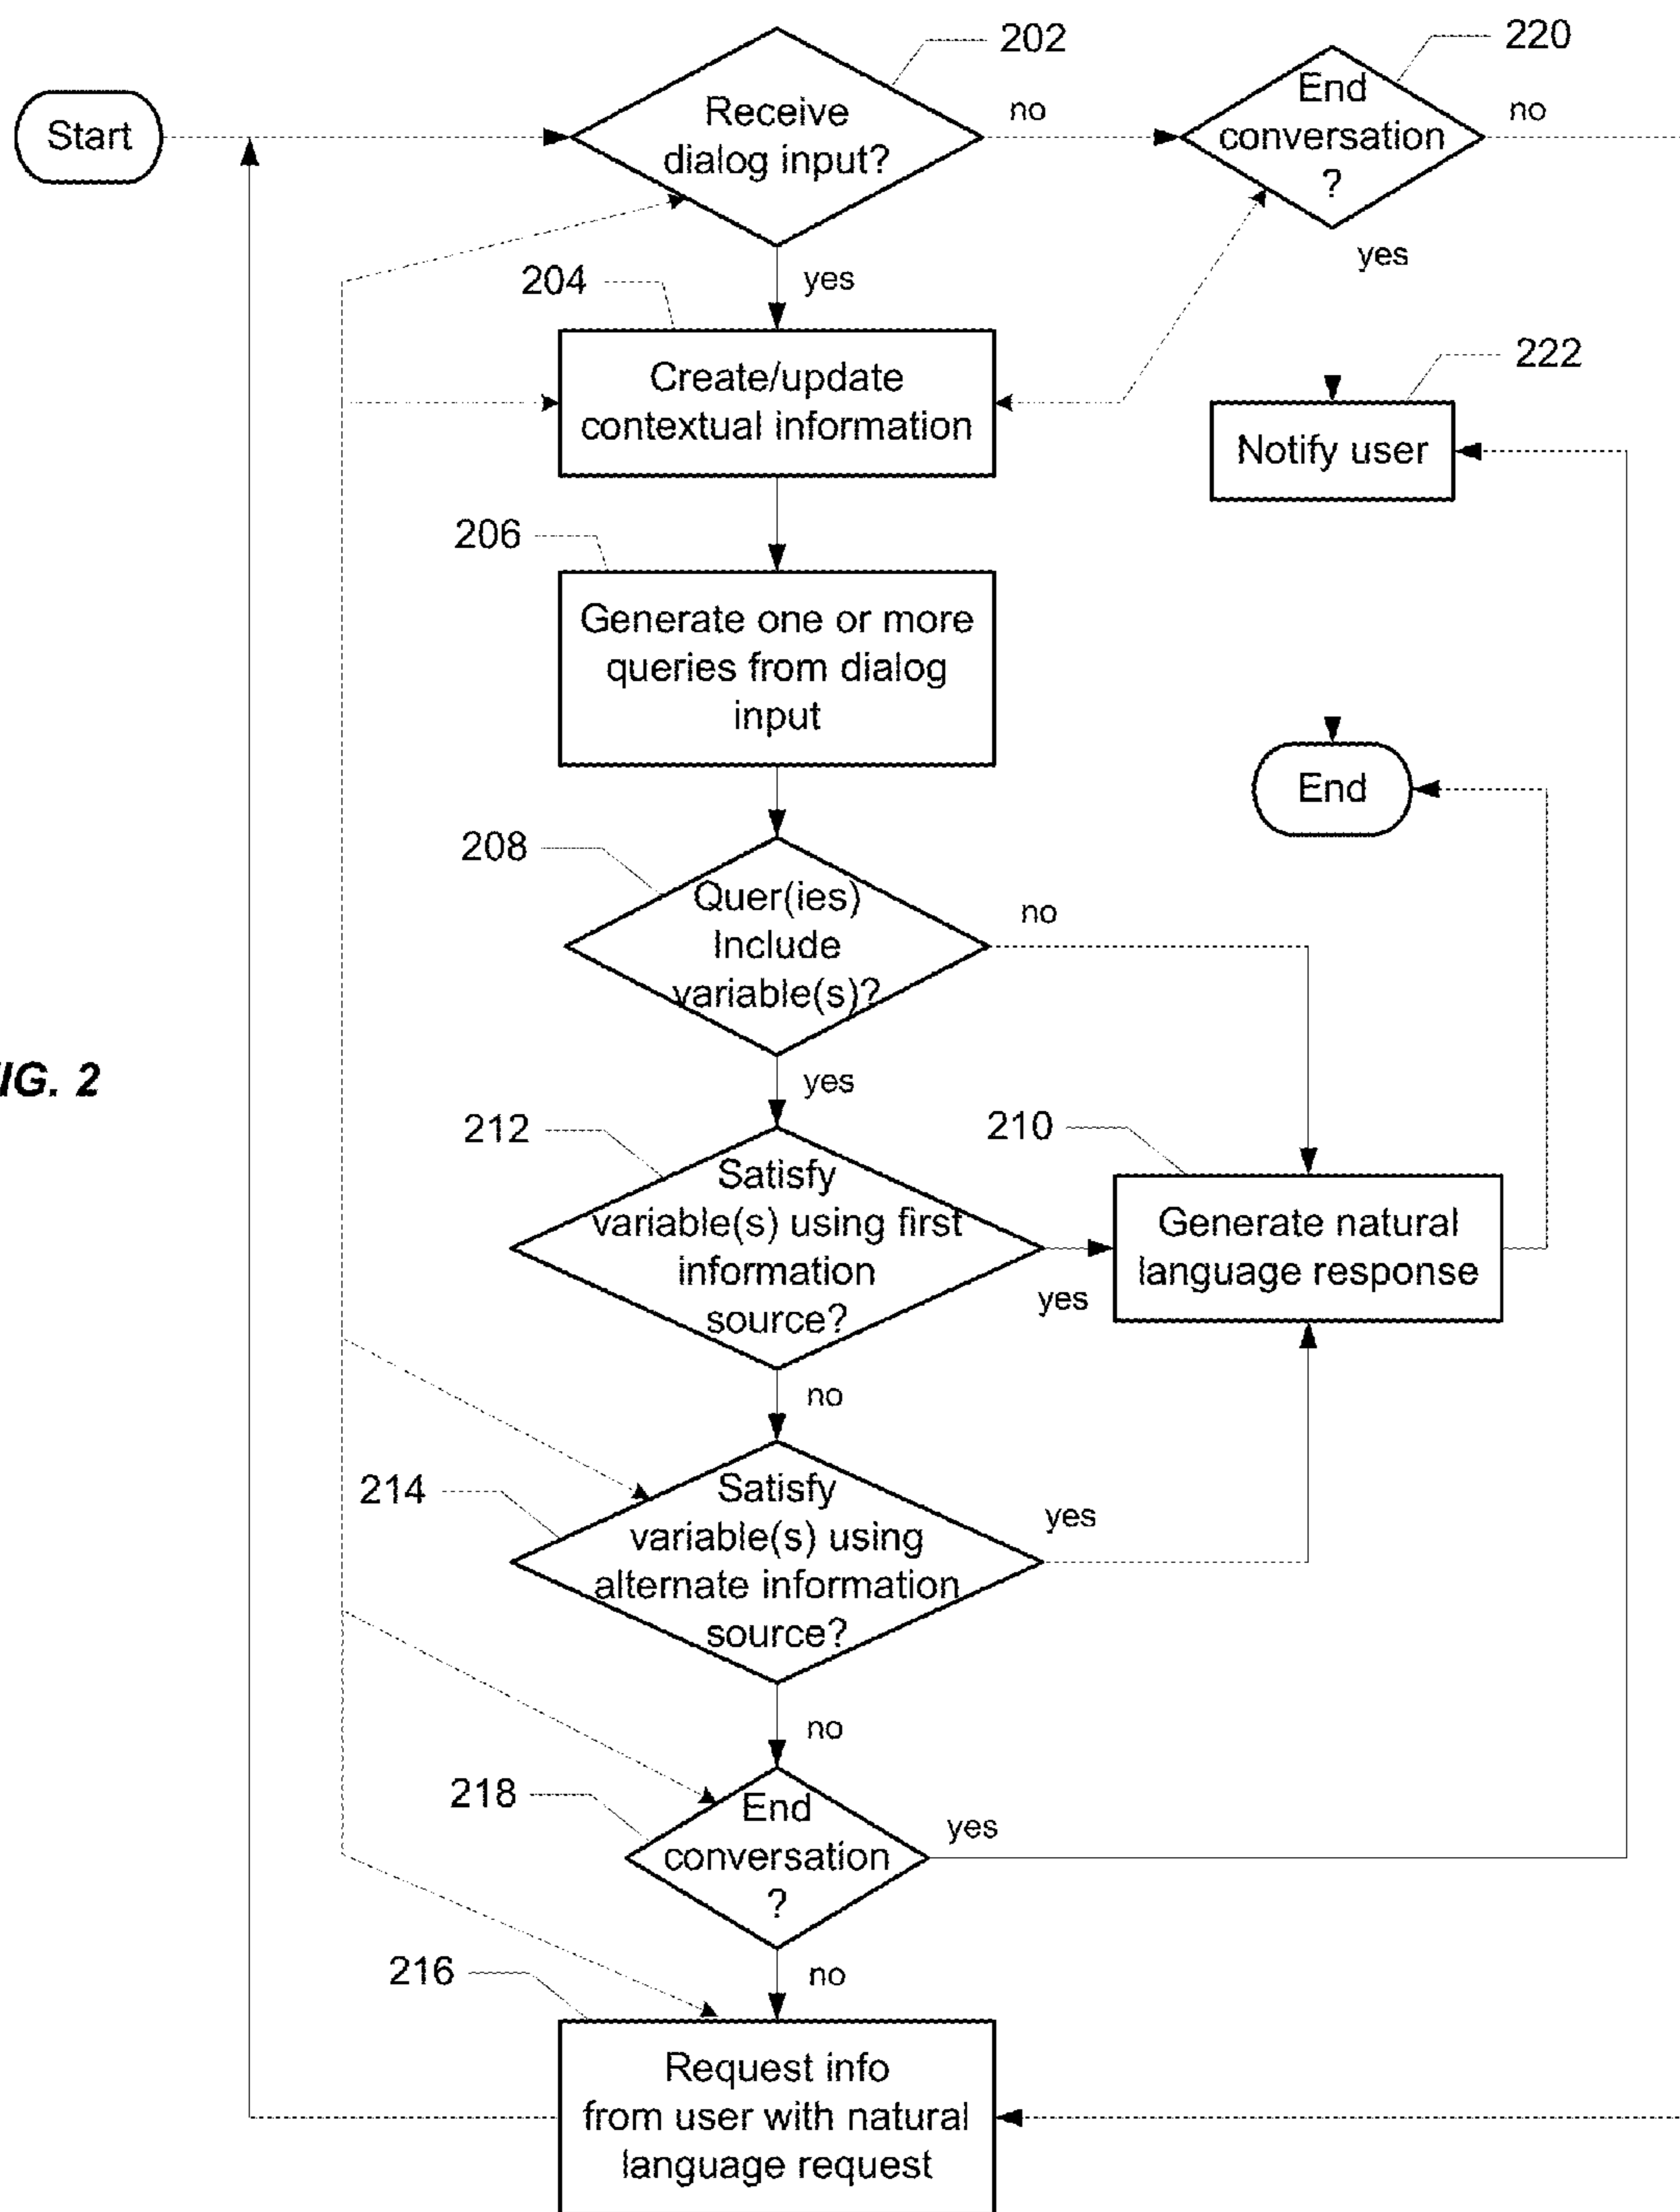 202
220
Start
Receive
dialog input?
no
End
conversation
?
no
yes
204
yes
Create/update
contextual information
222
Notify user
206
Generate one or more
queries from dialog
input
End
208
Quer(ies)
Include
variable(s)?
no
IG. 2
yes
212
210
Satisfy
variable(s) using first
information
source?
yes
Generate natural
language response
no
214
Satisfy
variable(s) using
alternate information
source?
yes
no
218
End
conversation
?
yes
216
no
Request info
from user with natural
language request